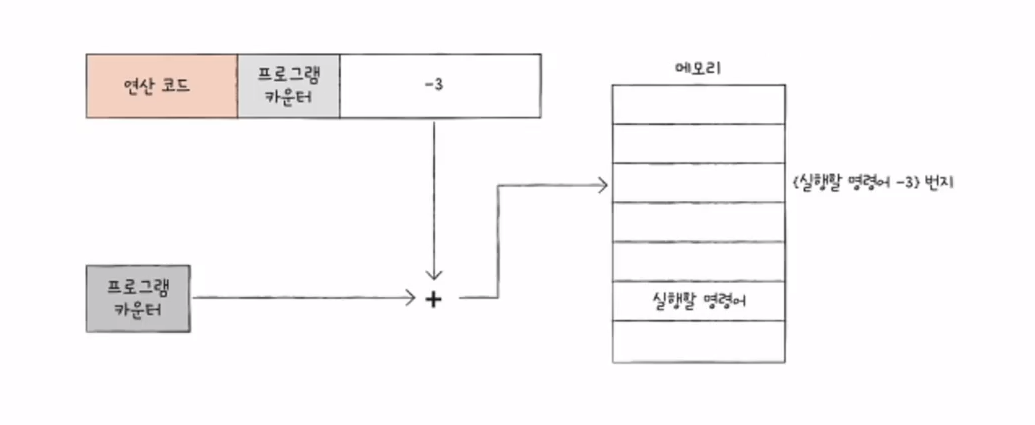 연산 코드
프로그램
카운터
-3
메모리
{실행할 명령어 -3} 번지
프로그램
카운터
+
실행할 명령어